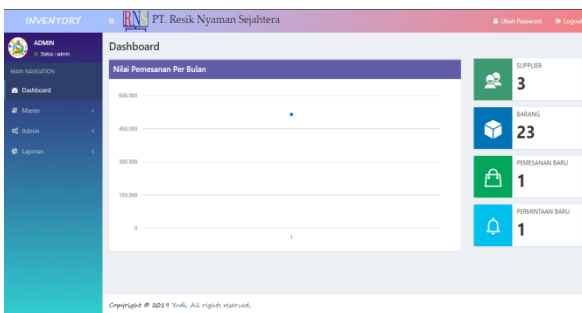 INVENTORY
RNS PT. Resik Nyaman Sejahtera
Ubah Password
Logout
ADMIN
Status : admin
MAIN NAVIGATION
Dashboard
Master
Admin
Laporan
Dashboard
Nilai Pemesanan Per Bulan
600,000
450,000
300,000
150,000
0
1
SUPPLIER
3
BARANG
23
PEMESANAN BARU
1
PERMINTAAN BARU
1
Copyright © 2019 Yudi. All rights reserved.